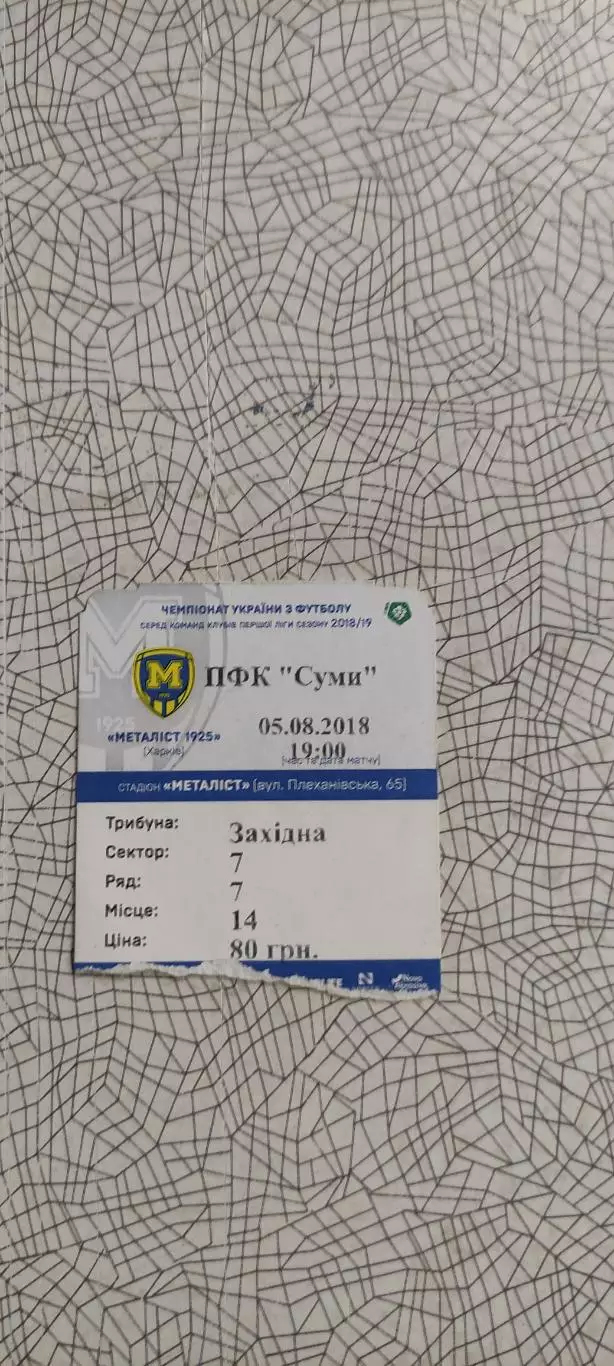 ЧЕМПІОНАТ УКРАЇНИ З ФУТБОЛУ
СЕРЕД КОМАНД КЛУБІВ ПЕРШОЇ ЛІГИ СЕЗОНУ 2018/19
М
1925
ПФК "Суми"
1925
«МЕТАЛІСТ 1925»
(Харків)
05.08.2018
19:00
(час та дата матчу)
СТАДІОН «МЕТАЛІСТ» (вул. Плеханівська, 65)
Трибуна: Західна
Сектор: 7
Ряд: 7
Місце: 14
Ціна: 80 грн.